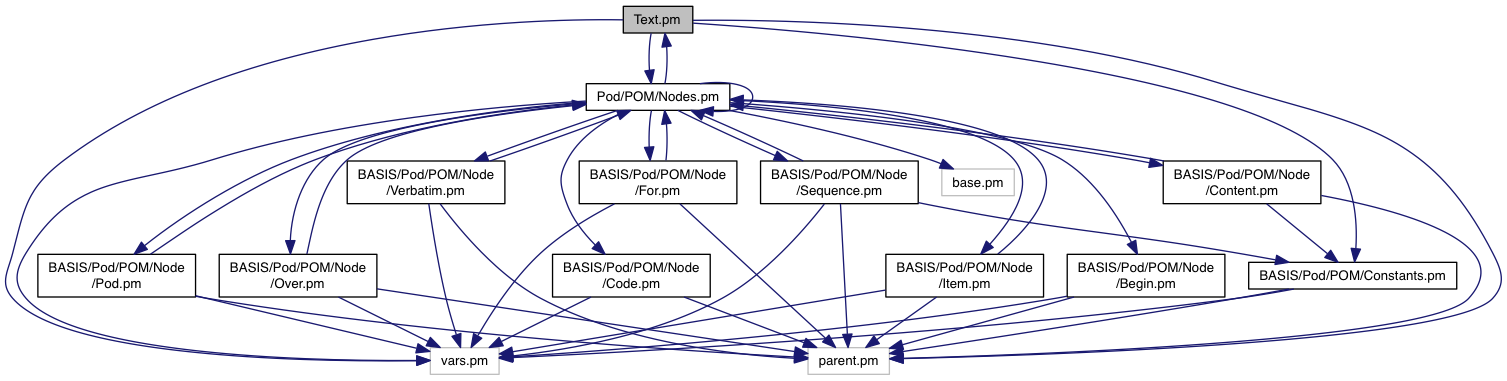 Text.pm
Pod/POM/Nodes.pm
BASIS/Pod/POM/Node
/Verbatim.pm
BASIS/Pod/POM/Node
/For.pm
BASIS/Pod/POM/Node
/Sequence.pm
base.pm
BASIS/Pod/POM/Node
/Content.pm
BASIS/Pod/POM/Node
/Pod.pm
BASIS/Pod/POM/Node
/Over.pm
BASIS/Pod/POM/Node
/Code.pm
BASIS/Pod/POM/Node
/Item.pm
BASIS/Pod/POM/Node
/Begin.pm
BASIS/Pod/POM/Constants.pm
vars.pm
parent.pm